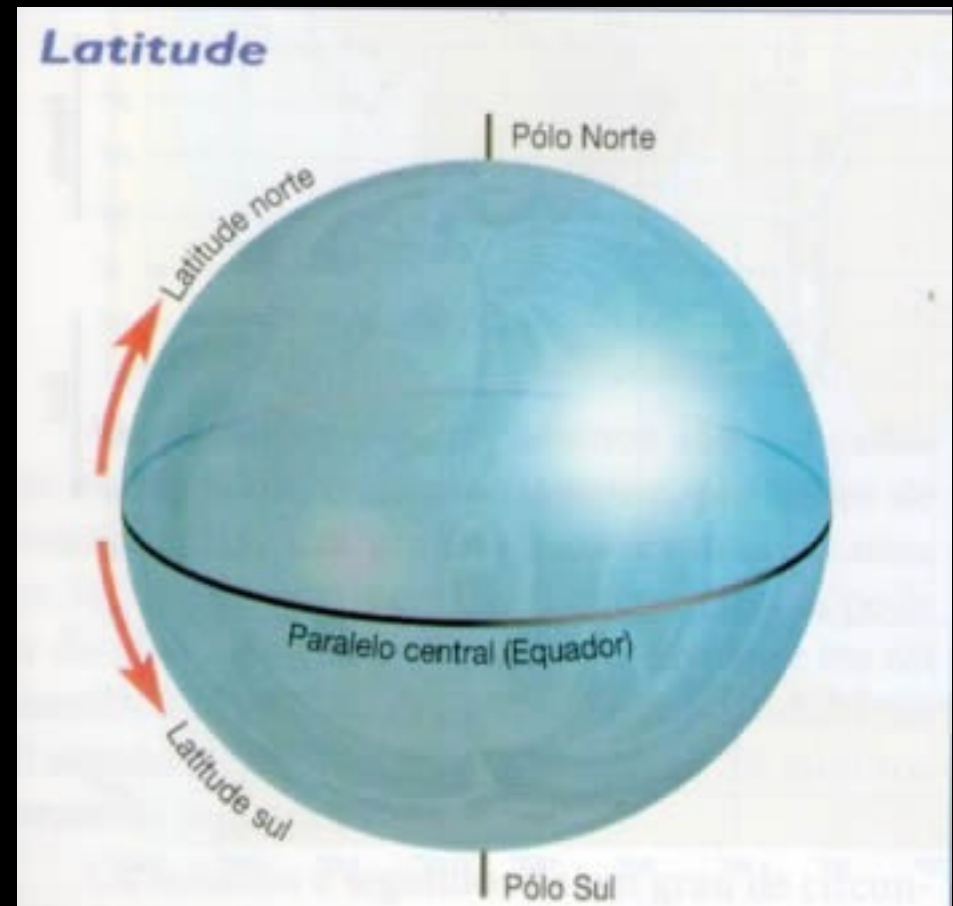 Latitude
Pólo Norte
Latitude norte
Paralelo central (Equador)
Latitude sul
Pólo Sul